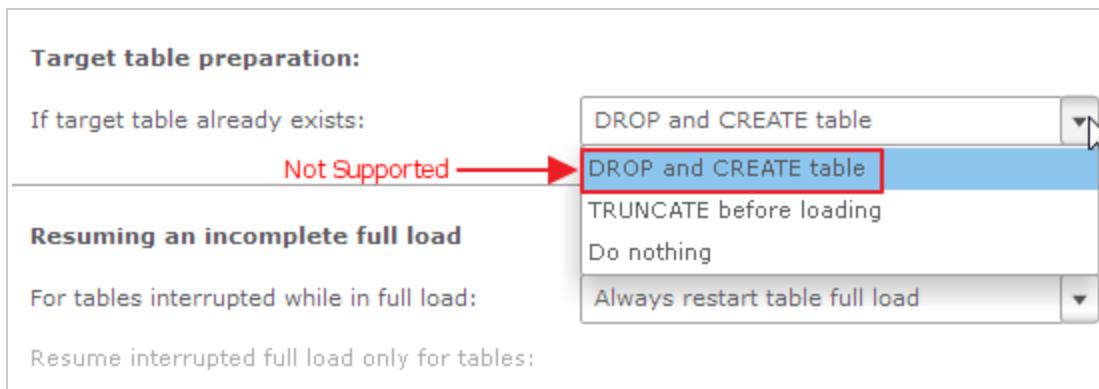 Target table preparation:
If target table already exists: DROP and CREATE table
Not Supported DROP and CREATE table
TRUNCATE before loading
Resuming an incomplete full load
Do nothing
For tables interrupted while in full load: Always restart table full load
Resume interrupted full load only for tables: